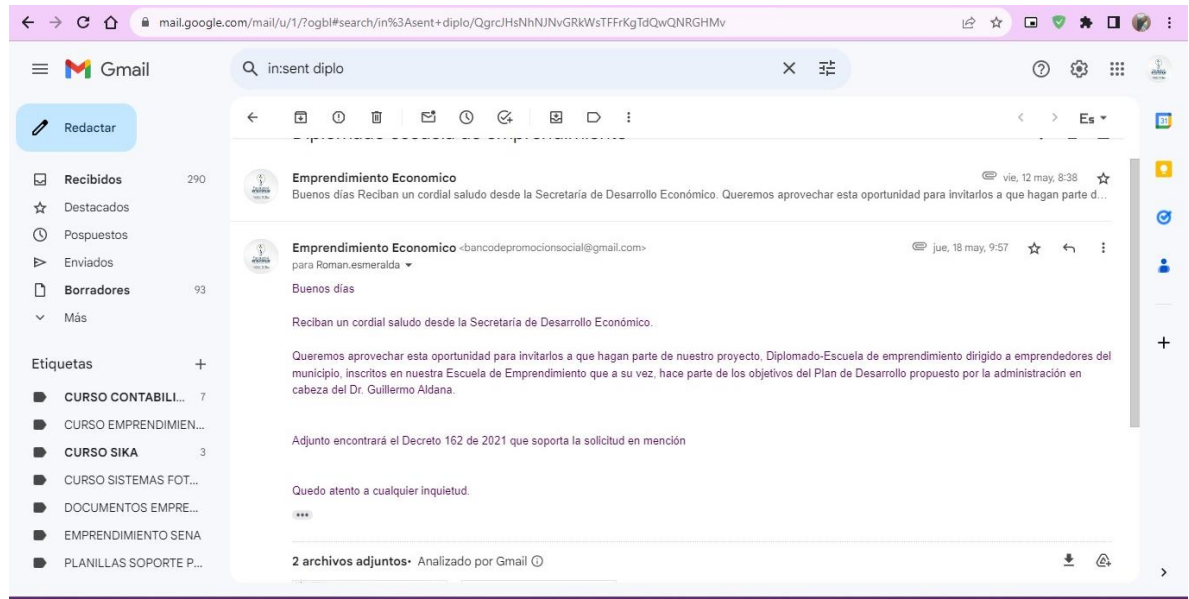 mail.google.com/mail/u/1/?ogbl#search/in%3Asent+diplo/QgrcJHsNhNJNvGRkWsTFFrKgTdQwQNRGHMv
Gmail
in:sent diplo
Redactar
Es
Recibidos 290
Destacados
Pospuestos
Enviados
Borradores 93
Más
Etiquetas
CURSO CONTABILI... 7
CURSO EMPRENDIMIEN...
CURSO SIKA 3
CURSO SISTEMAS FOT...
DOCUMENTOS EMPRE...
EMPRENDIMIENTO SENA
PLANILLAS SOPORTE P...
Diplomado escuela de emprendimiento
Emprendimiento Economico vie, 12 may, 8:38
Buenos días Reciban un cordial saludo desde la Secretaría de Desarrollo Económico. Queremos aprovechar esta oportunidad para invitarlos a que hagan parte d...
Emprendimiento Economico <bancodepromocionsocial@gmail.com> jue, 18 may, 9:57
para Roman.esmeralda
Buenos días
Reciban un cordial saludo desde la Secretaría de Desarrollo Económico.
Queremos aprovechar esta oportunidad para invitarlos a que hagan parte de nuestro proyecto, Diplomado-Escuela de emprendimiento dirigido a emprendedores del
municipio, inscritos en nuestra Escuela de Emprendimiento que a su vez, hace parte de los objetivos del Plan de Desarrollo propuesto por la administración en
cabeza del Dr. Guillermo Aldana.
Adjunto encontrará el Decreto 162 de 2021 que soporta la solicitud en mención
Quedo atento a cualquier inquietud.
2 archivos adjuntos• Analizado por Gmail
31